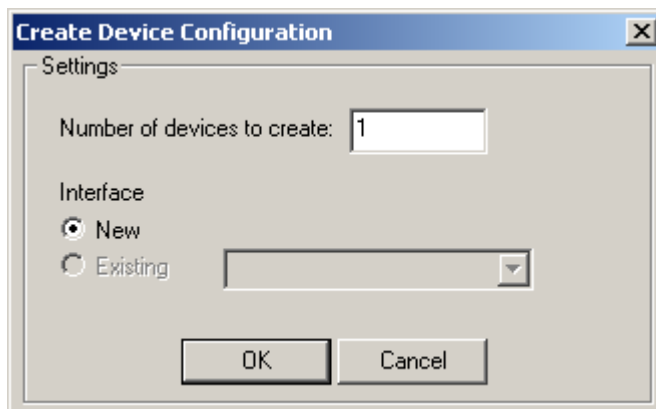 Create Device Configuration
Settings
Number of devices to create: 1
Interface
New
Existing
OK Cancel